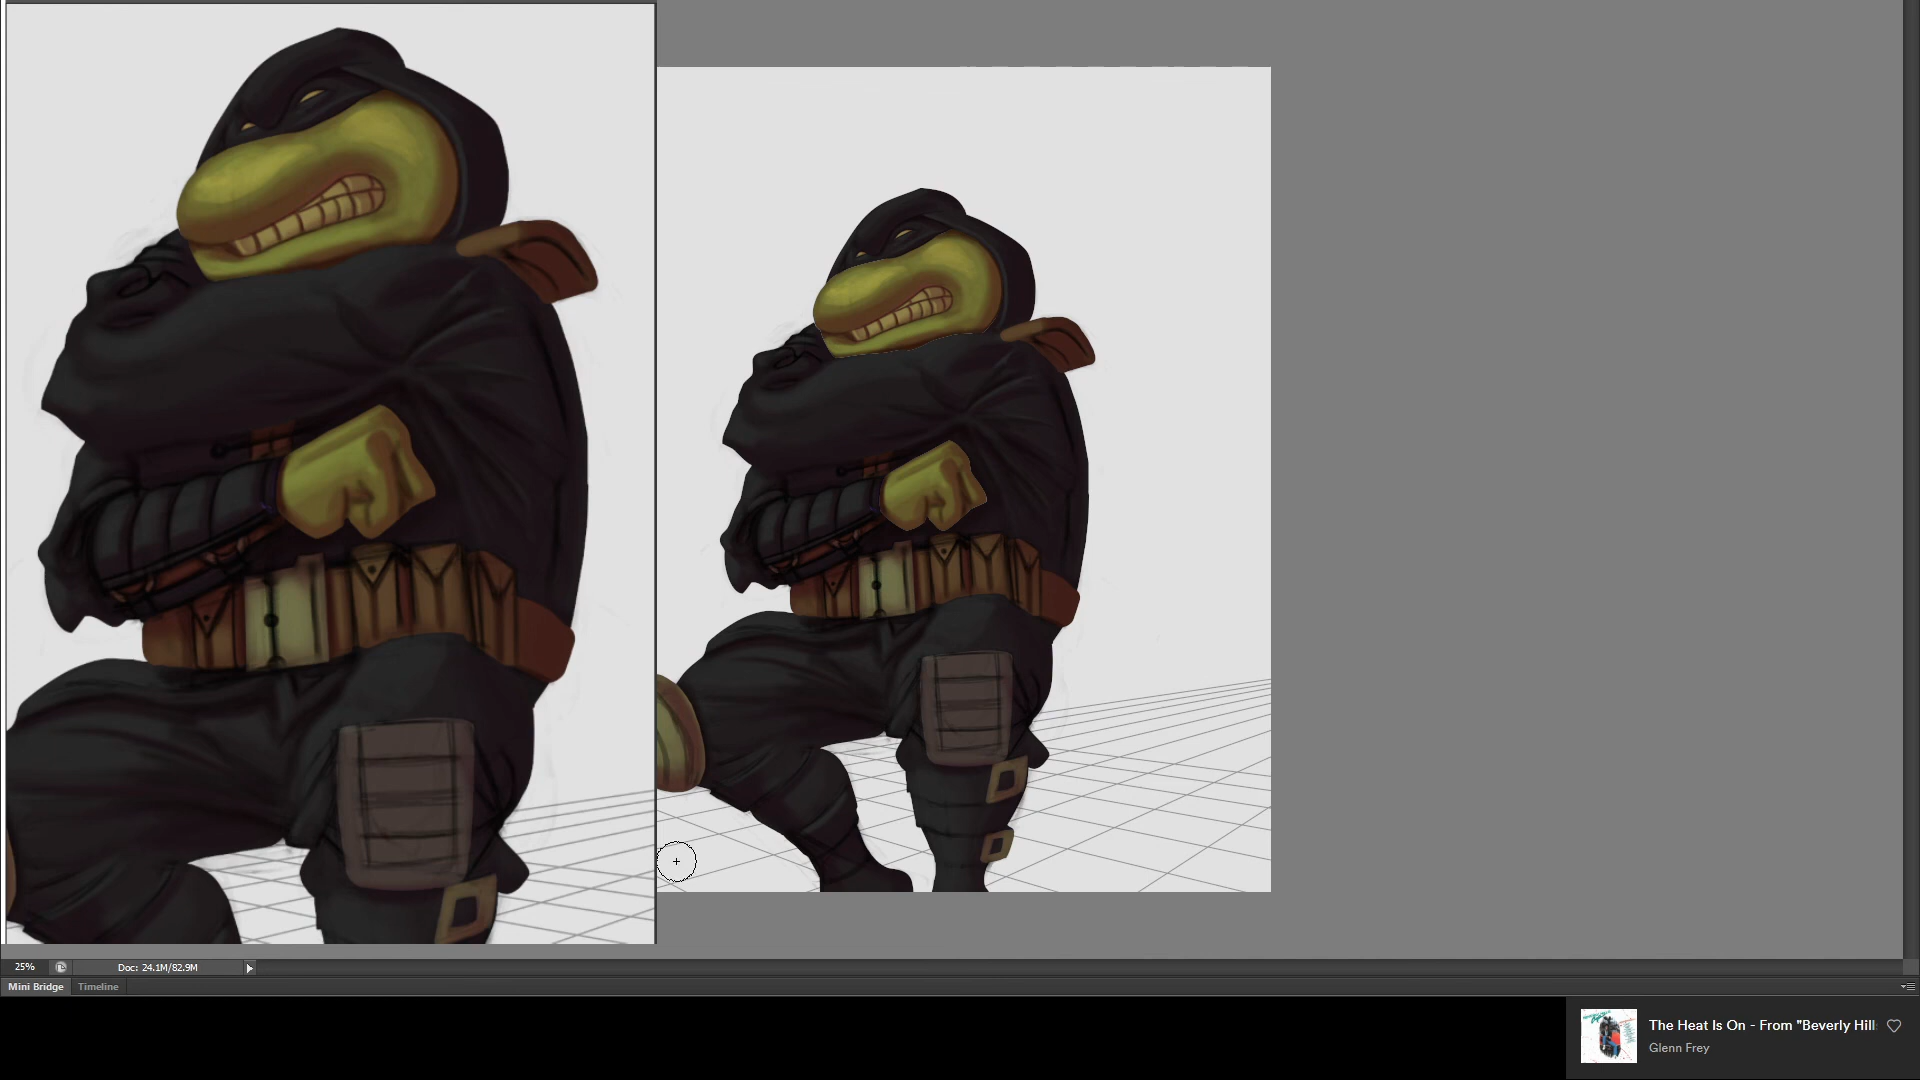 25%
Doc: 24.1M/82.9M
Mini Bridge
Timeline
The Heat Is On - From "Beverly Hill
Glenn Frey